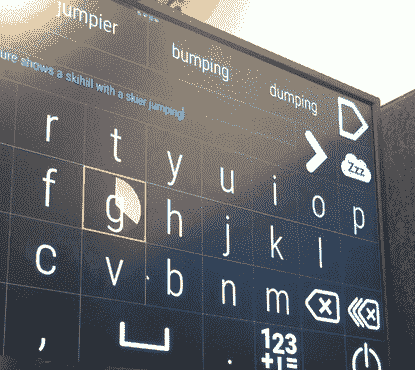 jumpier bumping dumping
ure shows a skihill with a skier jumping
r t y u i o p
Zzz
f g h j k l
c v b n m
, .
123
+!=